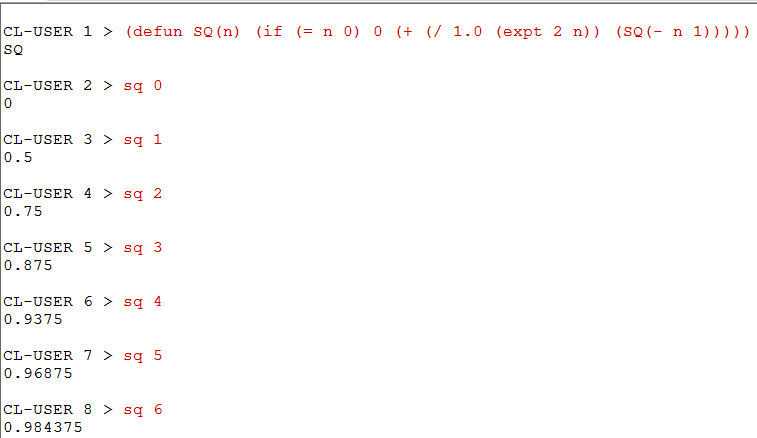 CL-USER 1 > (defun SQ(n) (if (= n 0) 0 (+ (/ 1.0 (expt 2 n)) (SQ(- n 1)))))
SQ
CL-USER 2 > sq 0
0
CL-USER 3 > sq 1
0.5
CL-USER 4 > sq 2
0.75
CL-USER 5 > sq 3
0.875
CL-USER 6 > sq 4
0.9375
CL-USER 7 > sq 5
0.96875
CL-USER 8 > sq 6
0.984375